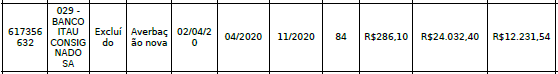 617356
632
029 -
BANCO
ITAU
CONSIG
NADO
SA
Excluí
do
Averbaç
ão nova
02/04/2
0
04/2020
11/2020
84
R$286,10
R$24.032,40
R$12.231,54